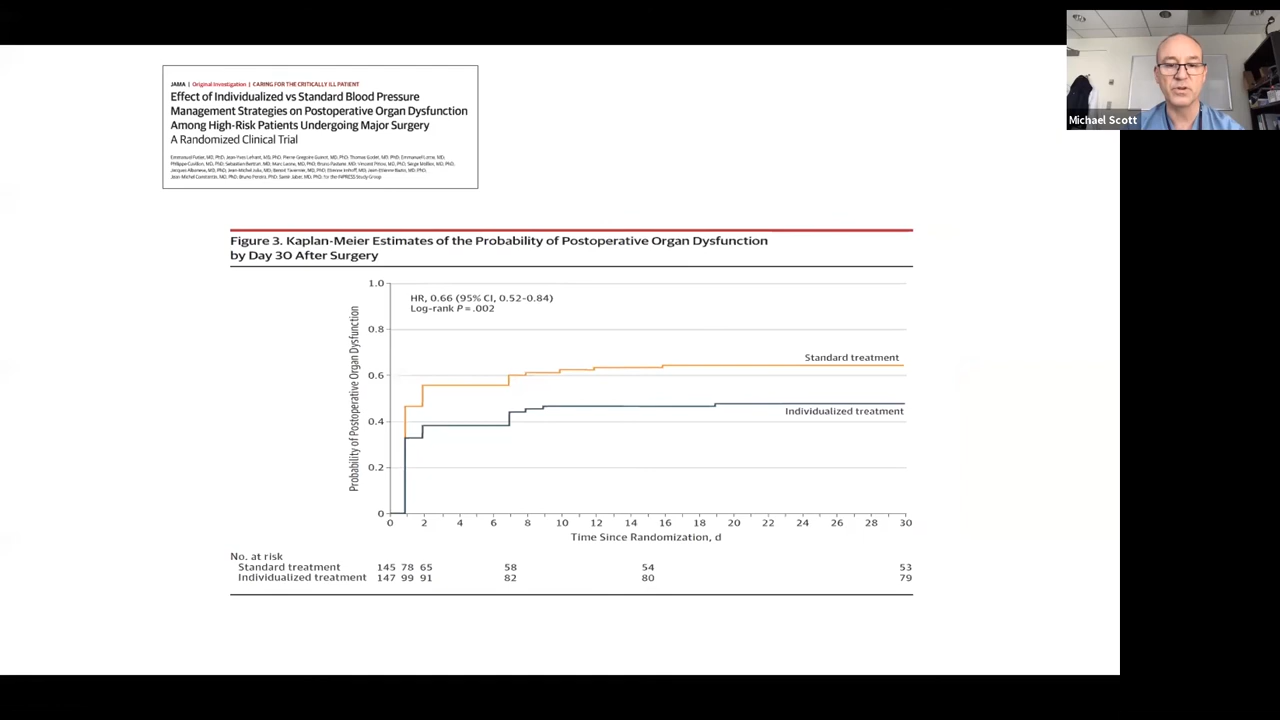 JAMA | Original Investigation | CARING FOR THE CRITICALLY ILL PATIENT
Effect of Individualized vs Standard Blood Pressure
Management Strategies on Postoperative Organ Dysfunction
Among High-Risk Patients Undergoing Major Surgery
A Randomized Clinical Trial
Michael Scott
Figure 3. Kaplan-Meier Estimates of the Probability of Postoperative Organ Dysfunction
by Day 30 After Surgery
HR, 0.66 (95% CI, 0.52-0.84)
Log-rank P = .002
Probability of Postoperative Organ Dysfunction
1.0
0.8
0.6
0.4
0.2
0
Standard treatment
Individualized treatment
0 2 4 6 8 10 12 14 16 18 20 22 24 26 28 30
Time Since Randomization, d
No. at risk
Standard treatment 145 78 65 58 54 53
Individualized treatment 147 99 91 82 80 79